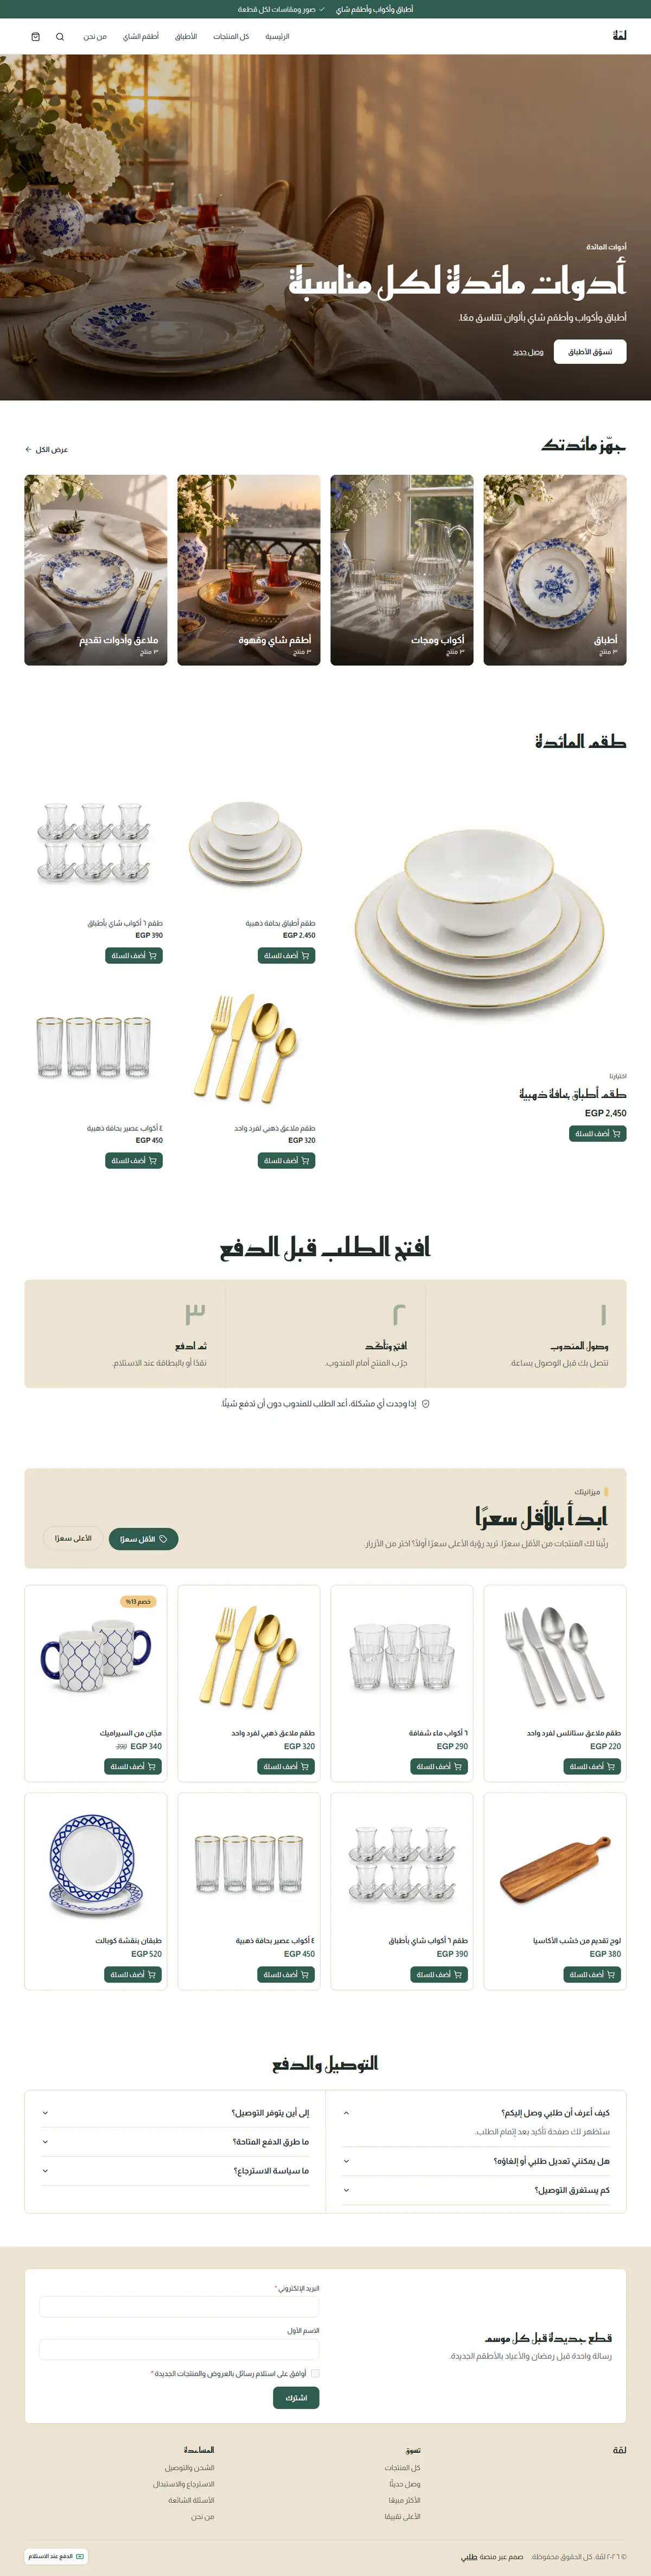 أطباق وأكواب وأطقم شاي
صور ومقاسات لكل قطعة
لمّة
الرئيسية
كل المنتجات
الأطباق
أطقم الشاي
من نحن
أدوات المائدة
أدوات مائدة لكل مناسبة
أطباق وأكواب وأطقم شاي بألوان تتناسق معًا.
تسوّق الأطباق
وصل جديد
جهّز مائدتك
عرض الكل
أطباق
٣ منتج
أكواب ومجات
٣ منتج
أطقم شاي وقهوة
٣ منتج
ملاعق وأدوات تقديم
٣ منتج
طقم المائدة
اختيارنا
طقم أطباق بحافة ذهبية
EGP 2,450
أضف للسلة
طقم أطباق بحافة ذهبية
EGP 2,450
أضف للسلة
طقم ٦ أكواب شاي بأطباق
EGP 390
أضف للسلة
طقم ملاعق ذهبي لفرد واحد
EGP 320
أضف للسلة
٤ أكواب عصير بحافة ذهبية
EGP 450
أضف للسلة
افتح الطلب قبل الدفع
١
وصول المندوب
تتصل بك قبل الوصول بساعة.
٢
افتح وتأكد
جرّب المنتج أمام المندوب.
٣
ثم ادفع
نقدًا أو بالبطاقة عند الاستلام.
إذا وجدت أي مشكلة، أعد الطلب للمندوب دون أن تدفع شيئًا.
ميزانيتك
ابدأ بالأقل سعرًا
رتّبنا لك المنتجات من الأقل سعرًا. تريد رؤية الأعلى سعرًا أولًا؟ اختر من الأزرار.
الأقل سعرًا
الأعلى سعرًا
طقم ملاعق ستانلس لفرد واحد
EGP 220
أضف للسلة
٦ أكواب ماء شفافة
EGP 290
أضف للسلة
طقم ملاعق ذهبي لفرد واحد
EGP 320
أضف للسلة
خصم 13%
مجّان من السيراميك
EGP 340 390
أضف للسلة
لوح تقديم من خشب الأكاسيا
EGP 380
أضف للسلة
طقم ٦ أكواب شاي بأطباق
EGP 390
أضف للسلة
٤ أكواب عصير بحافة ذهبية
EGP 450
أضف للسلة
طبقان بنقشة كوبالت
EGP 520
أضف للسلة
التوصيل والدفع
كيف أعرف أن طلبي وصل إليكم؟
ستظهر لك صفحة تأكيد بعد إتمام الطلب.
هل يمكنني تعديل طلبي أو إلغاؤه؟
كم يستغرق التوصيل؟
إلى أين يتوفر التوصيل؟
ما طرق الدفع المتاحة؟
ما سياسة الاسترجاع؟
قطع جديدة قبل كل موسم
رسالة واحدة قبل رمضان والأعياد بالأطقم الجديدة.
البريد الإلكتروني *
الاسم الأول
أوافق على استلام رسائل بالعروض والمنتجات الجديدة *
اشترك
لمّة
تسوق
كل المنتجات
وصل حديثًا
الأكثر مبيعًا
الأعلى تقييمًا
المساعدة
الشحن والتوصيل
الاسترجاع والاستبدال
الأسئلة الشائعة
من نحن
© ٢٠٢٦ لمّة. كل الحقوق محفوظة.
صمم عبر منصة طلبي
الدفع عند الاستلام